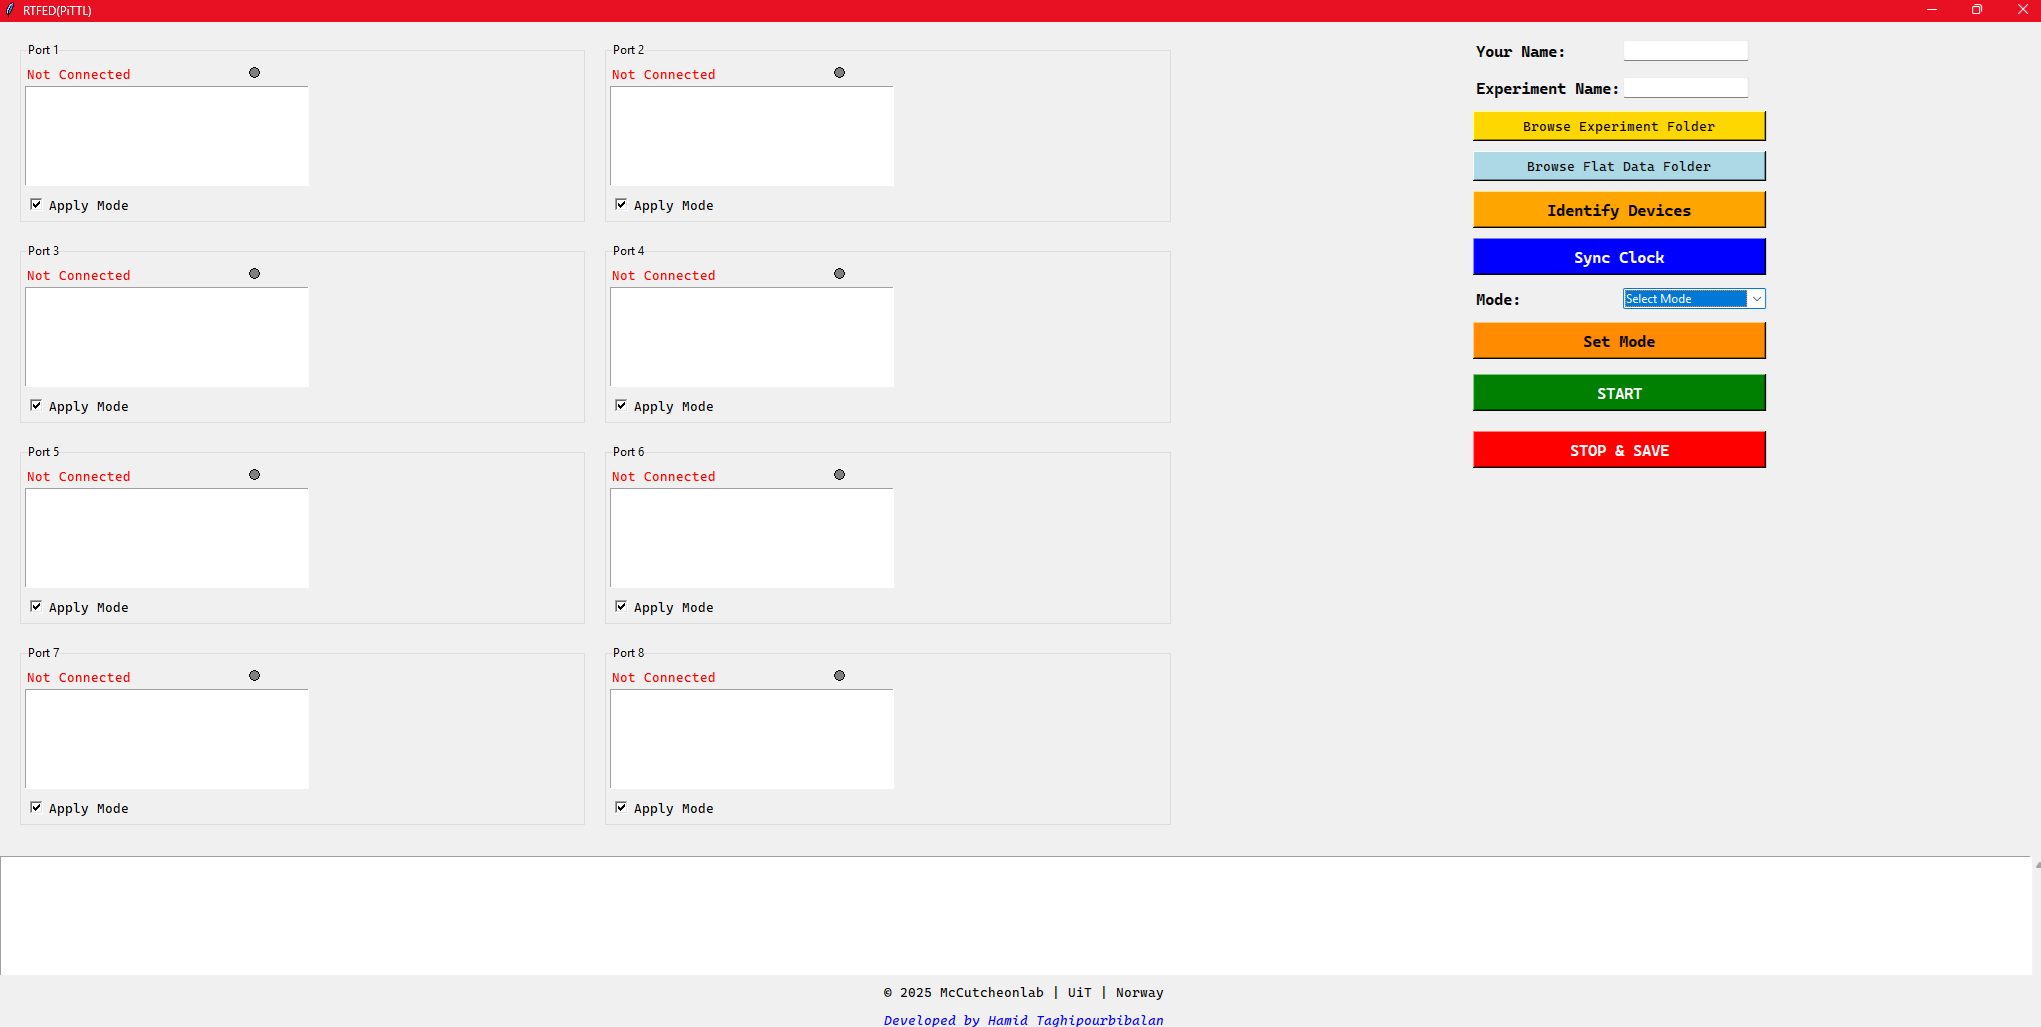 RTFED(PiTTL)
Port 1
Not Connected
Apply Mode
Port 2
Not Connected
Apply Mode
Port 3
Not Connected
Apply Mode
Port 4
Not Connected
Apply Mode
Port 5
Not Connected
Apply Mode
Port 6
Not Connected
Apply Mode
Port 7
Not Connected
Apply Mode
Port 8
Not Connected
Apply Mode
Your Name:
Experiment Name:
Browse Experiment Folder
Browse Flat Data Folder
Identify Devices
Sync Clock
Mode: Select Mode
Set Mode
START
STOP & SAVE
© 2025 McCutcheonlab | UiT | Norway
Developed by Hamid Taghipourbibalan